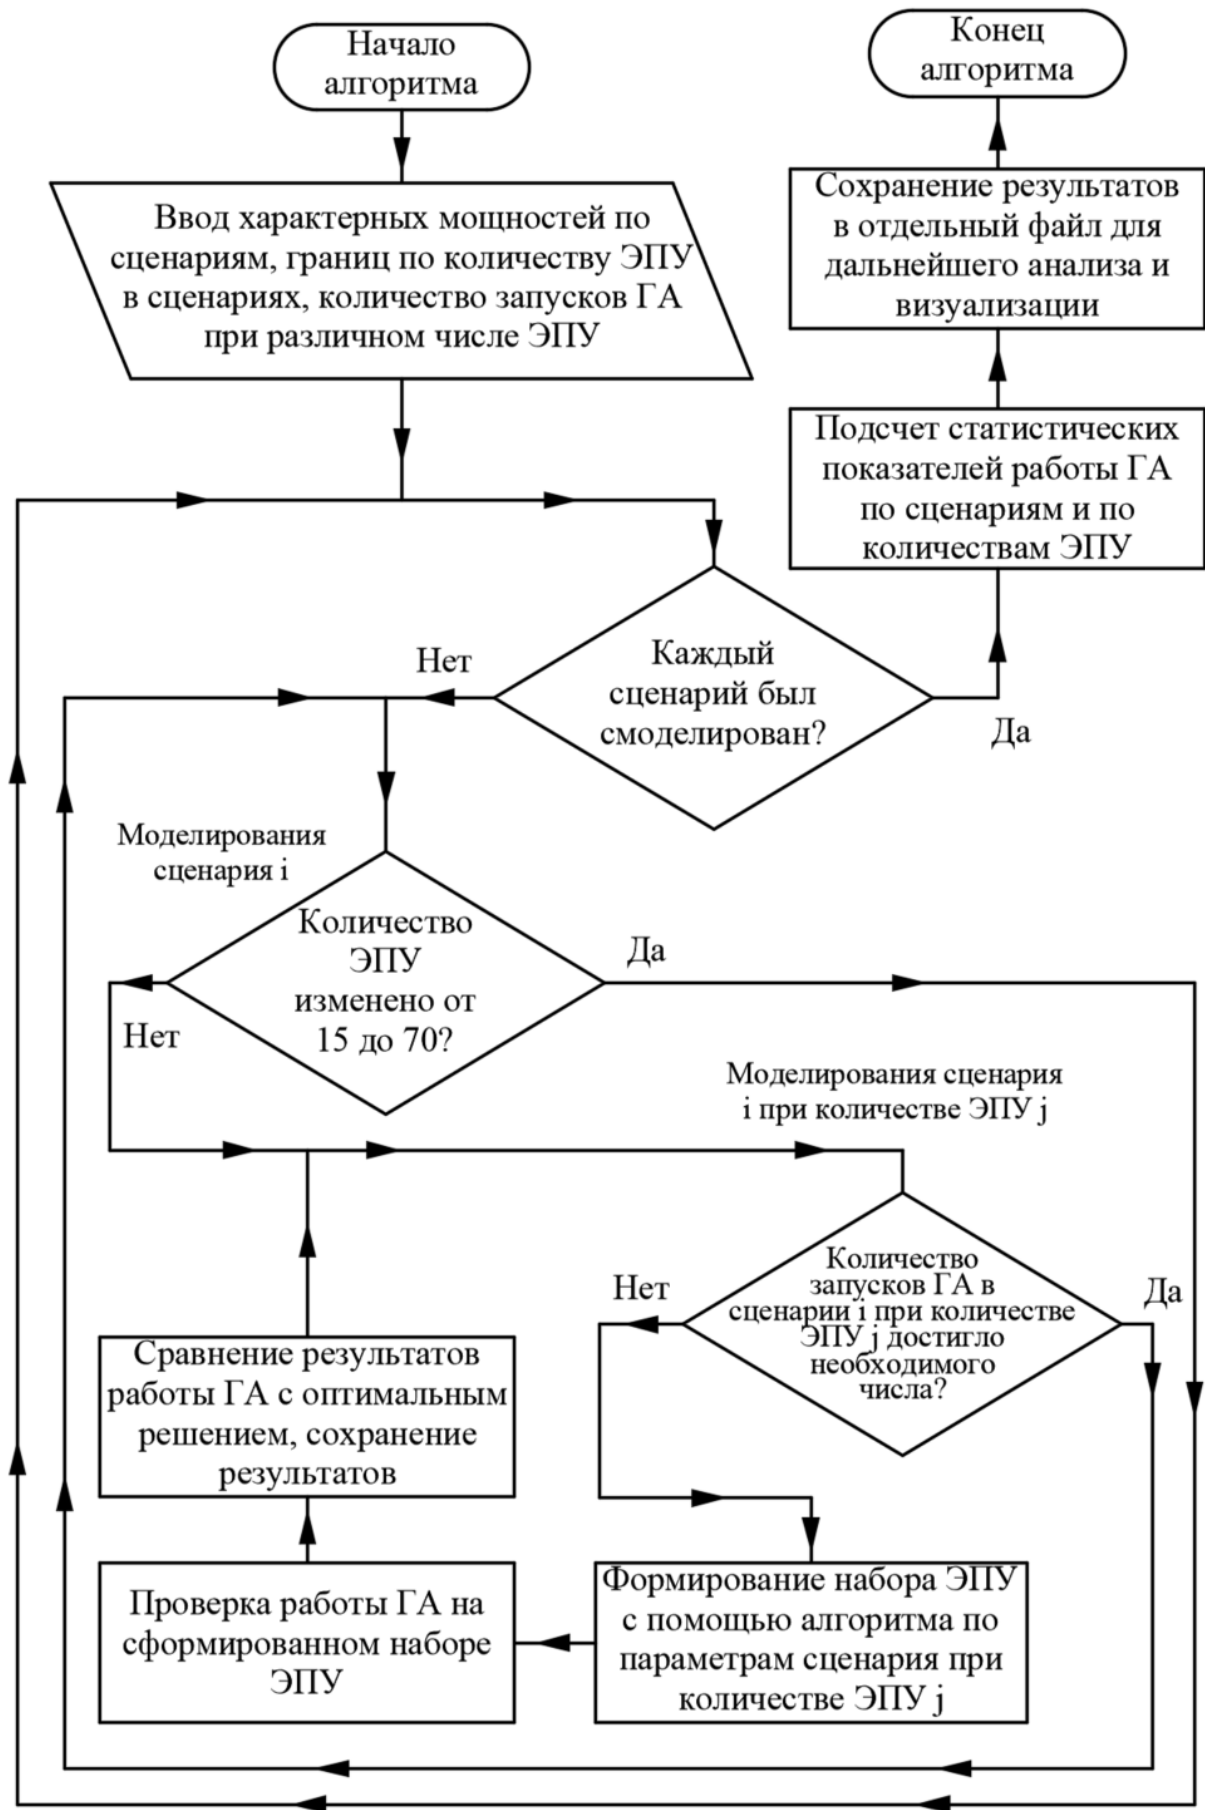 Начало
алгоритма
Ввод характерных мощностей по
сценариям, границ по количеству ЭПУ
в сценариях, количество запусков ГА
при различном числе ЭПУ
Конец
алгоритма
Сохранение результатов
в отдельный файл для
дальнейшего анализа и
визуализации
Подсчет статистических
показателей работы ГА
по сценариям и по
количествам ЭПУ
Каждый
сценарий был
смоделирован?
Нет
Да
Моделирования
сценария i
Количество
ЭПУ
изменено от
15 до 70?
Да
Нет
Моделирования сценария
i при количестве ЭПУ j
Количество
запусков ГА в
сценарии i при количестве
ЭПУ j достигло
необходимого
числа?
Нет
Да
Сравнение результатов
работы ГА с оптимальным
решением, сохранение
результатов
Проверка работы ГА на
сформированном наборе
ЭПУ
Формирование набора ЭПУ
с помощью алгоритма по
параметрам сценария при
количестве ЭПУ j